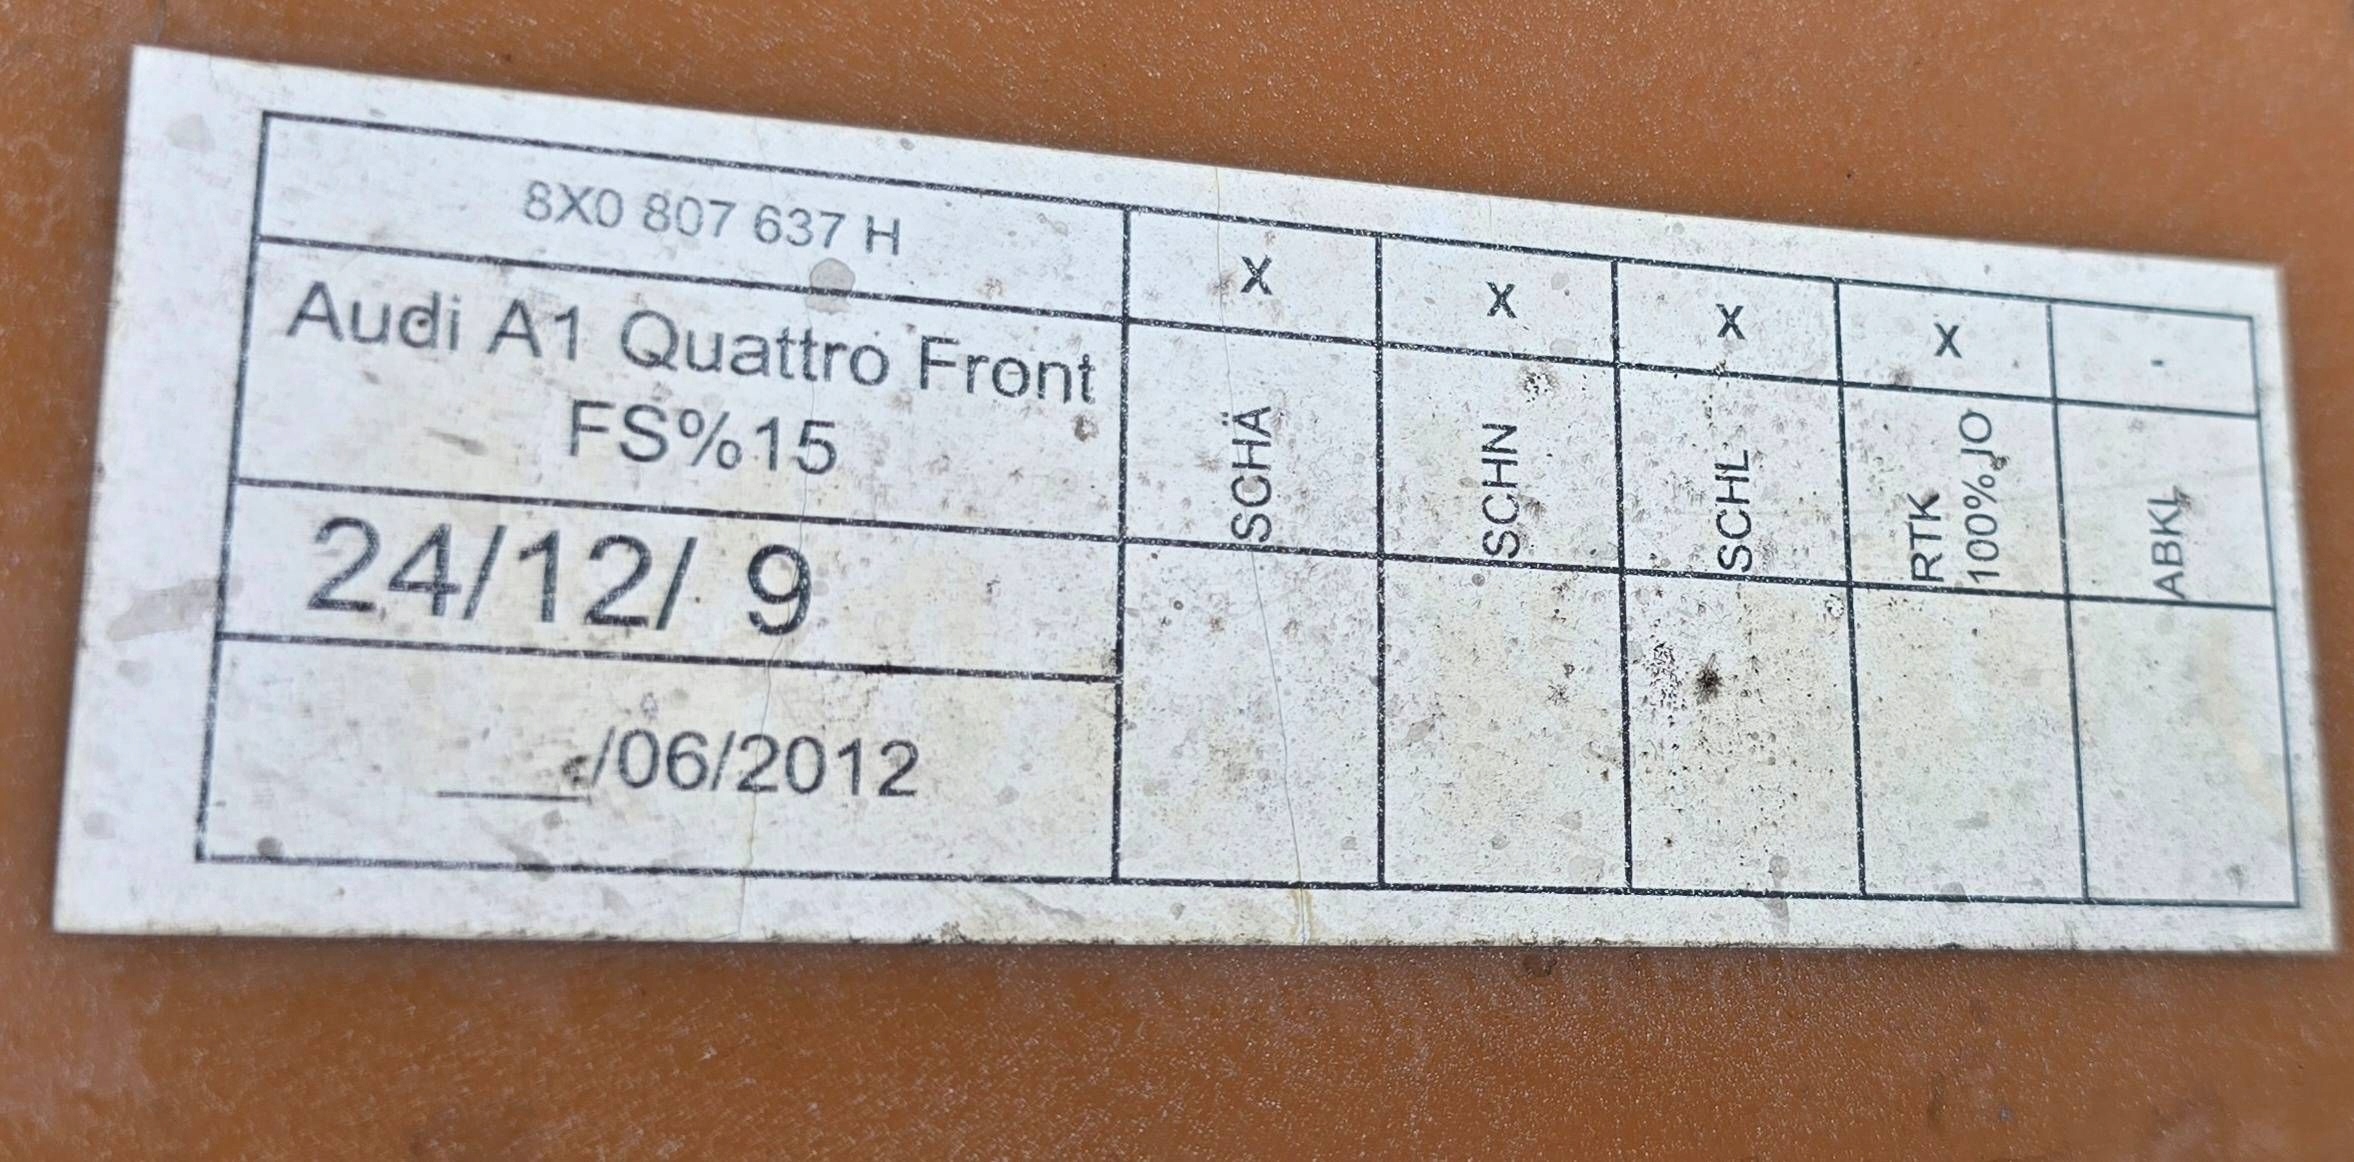 8X0 807 637 H
Audi A1 Quattro Front
FS%15
24/12/ 9
____/06/2012
X
X
X
X
-
SCHÄ
SCHN
SCHL
RTK
100%JO
ABKL